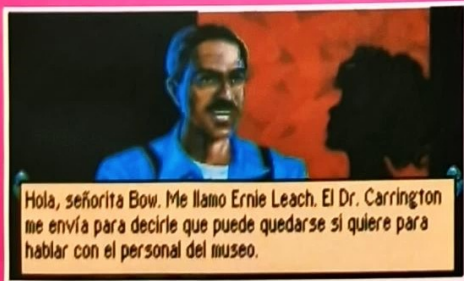 Hola, señorita Bow. Me llamo Ernie Leach. El Dr. Carrington
me envía para decirle que puede quedarse si quiere para
hablar con el personal del museo.